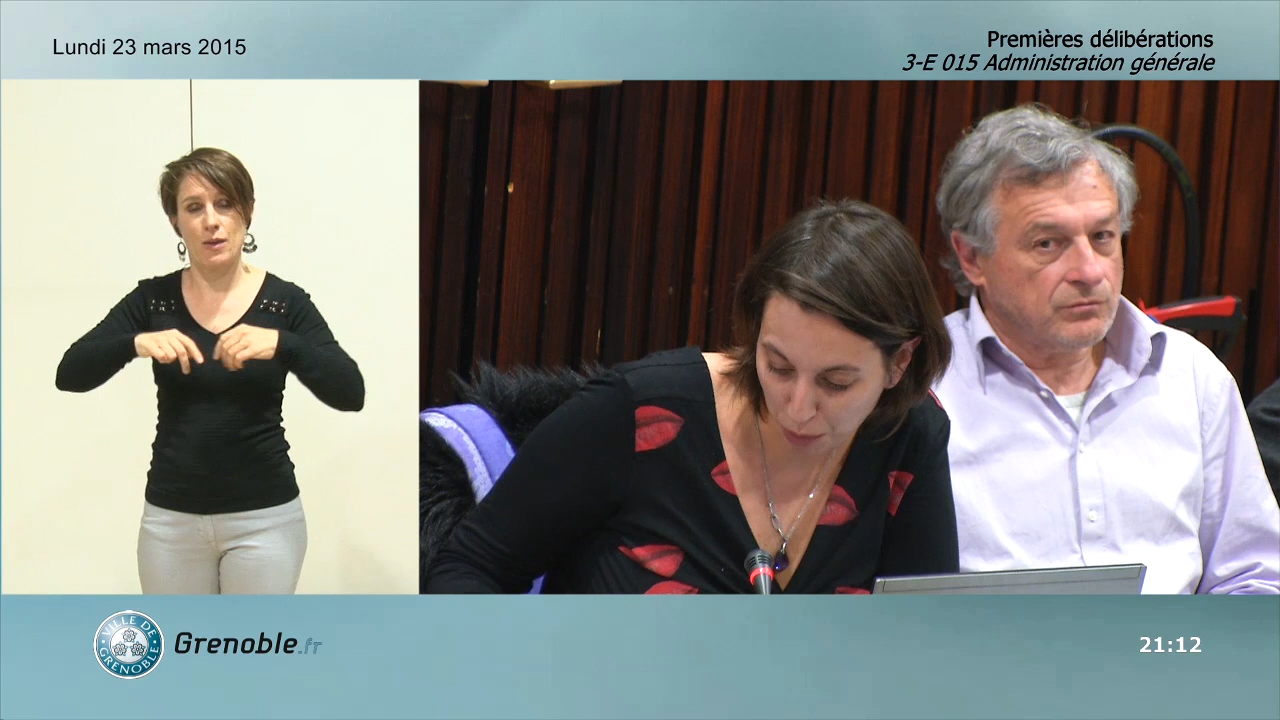 Lundi 23 mars 2015
Premières délibérations
3-E 015 Administration générale
VILLE DE GRENOBLE
Grenoble.fr
21:12